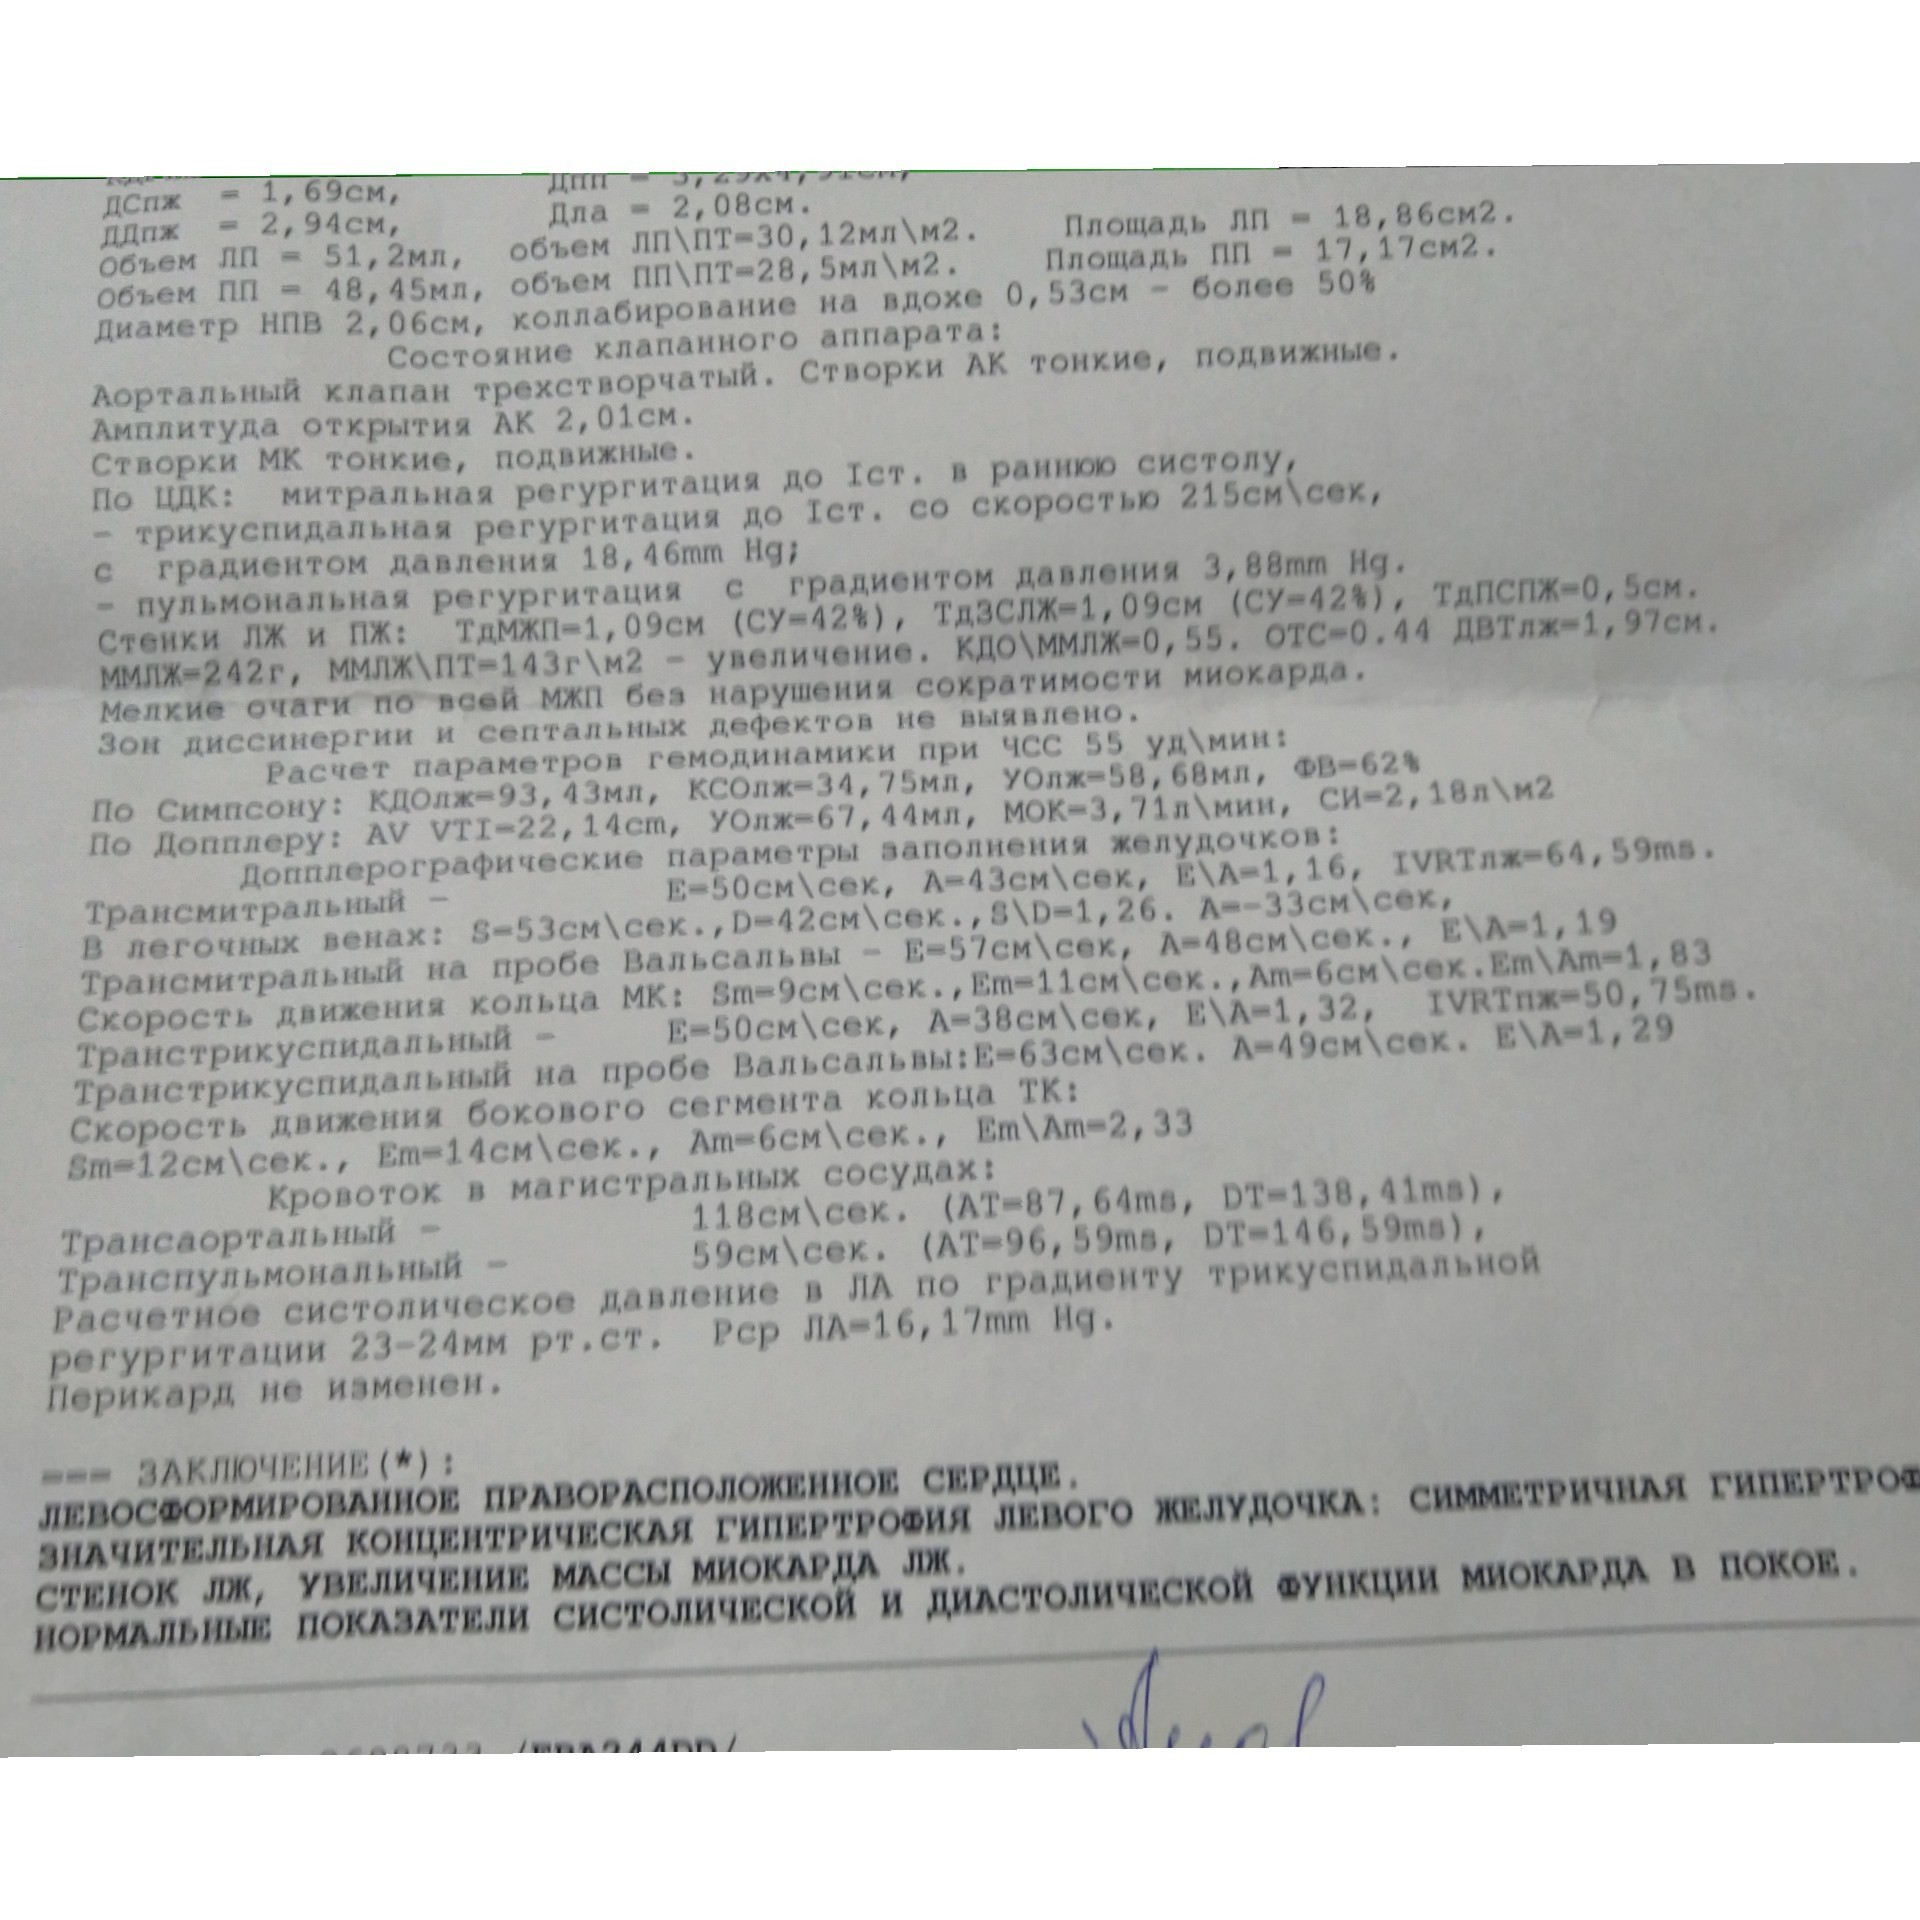 ДСпж = 1,69см, Дпп = 3,29х4,91см,
ДДпж = 2,94см, Дла = 2,08см.
Объем ЛП = 51,2мл, объем ЛП\ПТ=30,12мл\м2. Площадь ЛП = 18,86см2.
Объем ПП = 48,45мл, объем ПП\ПТ=28,5мл\м2. Площадь ПП = 17,17см2.
Диаметр НПВ 2,06см, коллабирование на вдохе 0,53см - более 50%
Состояние клапанного аппарата:
Аортальный клапан трехстворчатый. Створки АК тонкие, подвижные.
Амплитуда открытия АК 2,01см.
Створки МК тонкие, подвижные.
По ЦДК: митральная регургитация до Iст. в раннюю систолу,
- трикуспидальная регургитация до Iст. со скоростью 215см\сек,
с градиентом давления 18,46mm Hg;
- пульмональная регургитация с градиентом давления 3,88mm Hg.
Стенки ЛЖ и ПЖ: ТдМЖП=1,09см (СУ=42%), ТдЗСЛЖ=1,09см (СУ=42%), ТдПСПЖ=0,5см.
ММЛЖ=242г, ММЛЖ\ПТ=143г\м2 - увеличение. КДО\ММЛЖ=0,55. ОТС=0.44 ДВТлж=1,97см.
Мелкие очаги по всей МЖП без нарушения сократимости миокарда.
Зон диссинергии и септальных дефектов не выявлено.
Расчет параметров гемодинамики при ЧСС 55 уд\мин:
По Симпсону: КДОлж=93,43мл, КСОлж=34,75мл, УОлж=58,68мл, ФВ=62%
По Допплеру: AV VTI=22,14cm, УОлж=67,44мл, МОК=3,71л\мин, СИ=2,18л\м2
Допплерографические параметры заполнения желудочков:
Трансмитральный - Е=50см\сек, А=43см\сек, Е\А=1,16, IVRTлж=64,59ms.
В легочных венах: S=53см\сек.,D=42см\сек.,S\D=1,26. А=-33см\сек,
Трансмитральный на пробе Вальсальвы - Е=57см\сек, А=48см\сек., Е\А=1,19
Скорость движения кольца МК: Sm=9см\сек.,Em=11см\сек.,Am=6см\сек.Em\Am=1,83
Транстрикуспидальный - Е=50см\сек, А=38см\сек, Е\А=1,32, IVRTпж=50,75ms.
Транстрикуспидальный на пробе Вальсальвы:Е=63см\сек. А=49см\сек. Е\А=1,29
Скорость движения бокового сегмента кольца ТК:
Sm=12см\сек., Em=14см\сек., Am=6см\сек., Em\Am=2,33
Кровоток в магистральных сосудах:
Трансаортальный - 118см\сек. (АТ=87,64ms, DT=138,41ms),
Транспульмональный - 59см\сек. (АТ=96,59ms, DT=146,59ms),
Расчетное систолическое давление в ЛА по градиенту трикуспидальной
регургитации 23-24мм рт.ст. Рср ЛА=16,17mm Hg.
Перикард не изменен.
=== ЗАКЛЮЧЕНИЕ(*):
ЛЕВОСФОРМИРОВАННОЕ ПРАВОРАСПОЛОЖЕННОЕ СЕРДЦЕ.
ЗНАЧИТЕЛЬНАЯ КОНЦЕНТРИЧЕСКАЯ ГИПЕРТРОФИЯ ЛЕВОГО ЖЕЛУДОЧКА: СИММЕТРИЧНАЯ ГИПЕРТРОФ
СТЕНОК ЛЖ, УВЕЛИЧЕНИЕ МАССЫ МИОКАРДА ЛЖ.
НОРМАЛЬНЫЕ ПОКАЗАТЕЛИ СИСТОЛИЧЕСКОЙ И ДИАСТОЛИЧЕСКОЙ ФУНКЦИИ МИОКАРДА В ПОКОЕ.